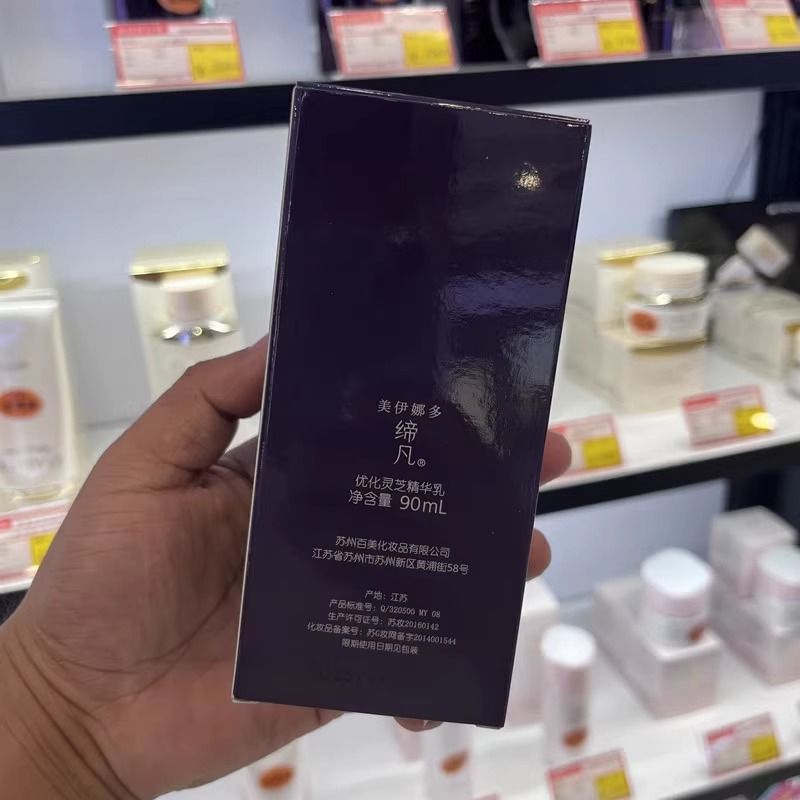 美伊娜多
缔
凡®
优化灵芝精华乳
净含量 90mL
苏州百美化妆品有限公司
江苏省苏州市苏州新区黄浦街58号
产地：江苏
产品标准号：Q/320500 MY 08
生产许可证号：苏妆20160142
化妆品备案号：苏G妆网备字2014001544
限期使用日期见包装